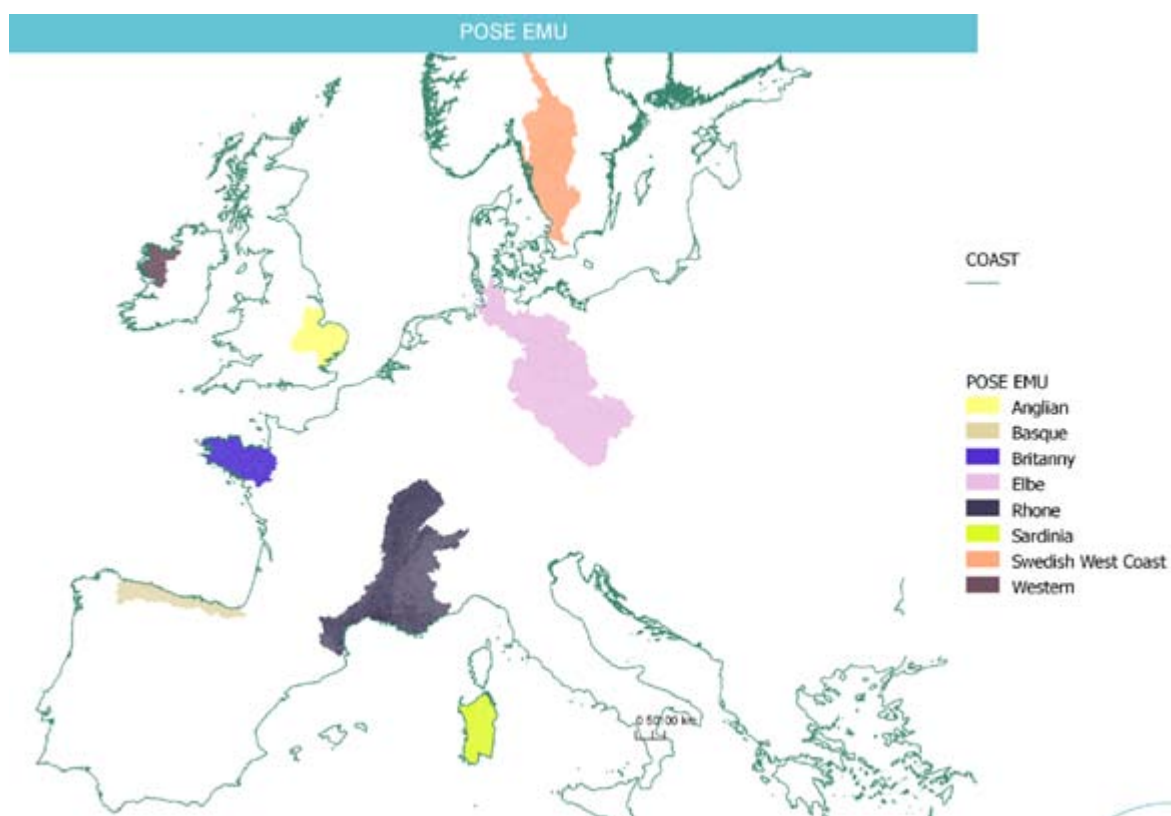 POSE EMU
COAST
POSE EMU
Anglian
Basque
Britanny
Elbe
Rhone
Sardinia
Swedish West Coast
Western